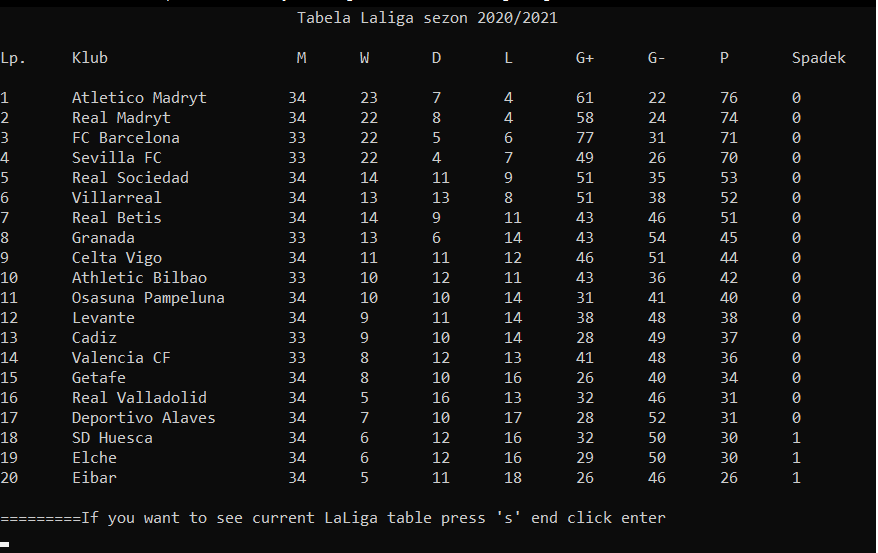 Tabela Laliga sezon 2020/2021
Lp. Klub M W D L G+ G- P Spadek
1 Atletico Madryt 34 23 7 4 61 22 76 0
2 Real Madryt 34 22 8 4 58 24 74 0
3 FC Barcelona 33 22 5 6 77 31 71 0
4 Sevilla FC 33 22 4 7 49 26 70 0
5 Real Sociedad 34 14 11 9 51 35 53 0
6 Villarreal 34 13 13 8 51 38 52 0
7 Real Betis 34 14 9 11 43 46 51 0
8 Granada 33 13 6 14 43 54 45 0
9 Celta Vigo 34 11 11 12 46 51 44 0
10 Athletic Bilbao 33 10 12 11 43 36 42 0
11 Osasuna Pampeluna 34 10 10 14 31 41 40 0
12 Levante 34 9 11 14 38 48 38 0
13 Cadiz 33 9 10 14 28 49 37 0
14 Valencia CF 33 8 12 13 41 48 36 0
15 Getafe 34 8 10 16 26 40 34 0
16 Real Valladolid 34 5 16 13 32 46 31 0
17 Deportivo Alaves 34 7 10 17 28 52 31 0
18 SD Huesca 34 6 12 16 32 50 30 1
19 Elche 34 6 12 16 29 50 30 1
20 Eibar 34 5 11 18 26 46 26 1
=========If you want to see current LaLiga table press 's' end click enter